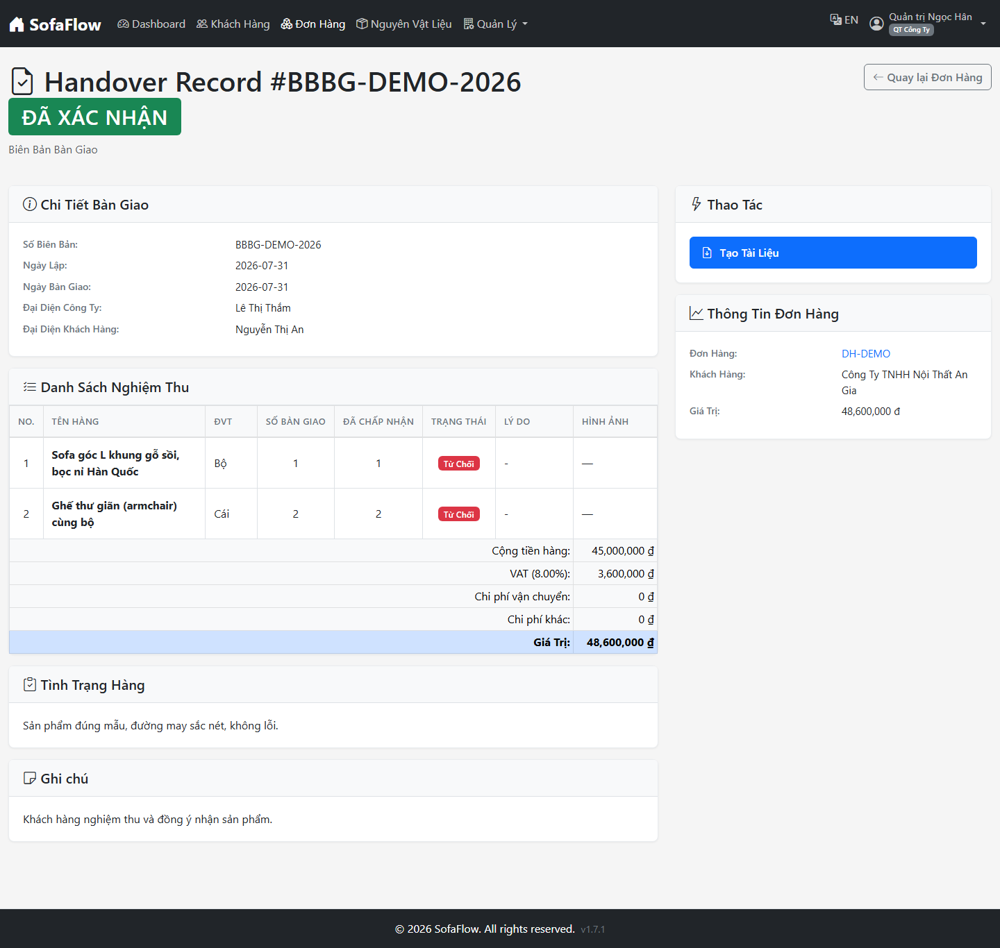 SofaFlow
Dashboard
Khách Hàng
Đơn Hàng
Nguyên Vật Liệu
Quản Lý
EN
Quản trị Ngọc Hân
QT Công Ty
Handover Record #BBBG-DEMO-2026
Quay lại Đơn Hàng
ĐÃ XÁC NHẬN
Biên Bản Bàn Giao
Chi Tiết Bàn Giao
Số Biên Bản: BBBG-DEMO-2026
Ngày Lập: 2026-07-31
Ngày Bàn Giao: 2026-07-31
Đại Diện Công Ty: Lê Thị Thắm
Đại Diện Khách Hàng: Nguyễn Thị An
Thao Tác
Tạo Tài Liệu
Thông Tin Đơn Hàng
Đơn Hàng: DH-DEMO
Khách Hàng: Công Ty TNHH Nội Thất An
Gia
Giá Trị: 48,600,000 đ
Danh Sách Nghiệm Thu
NO. TÊN HÀNG ĐVT SỐ BÀN GIAO ĐÃ CHẤP NHẬN TRẠNG THÁI LÝ DO HÌNH ẢNH
1 Sofa góc L khung gỗ sồi, bọc nỉ Hàn Quốc Bộ 1 1 Từ Chối - —
2 Ghế thư giãn (armchair) cùng bộ Cái 2 2 Từ Chối - —
Cộng tiền hàng: 45,000,000 ₫
VAT (8.00%): 3,600,000 ₫
Chi phí vận chuyển: 0 ₫
Chi phí khác: 0 ₫
Giá Trị: 48,600,000 ₫
Tình Trạng Hàng
Sản phẩm đúng mẫu, đường may sắc nét, không lỗi.
Ghi chú
Khách hàng nghiệm thu và đồng ý nhận sản phẩm.
© 2026 SofaFlow. All rights reserved. v1.7.1